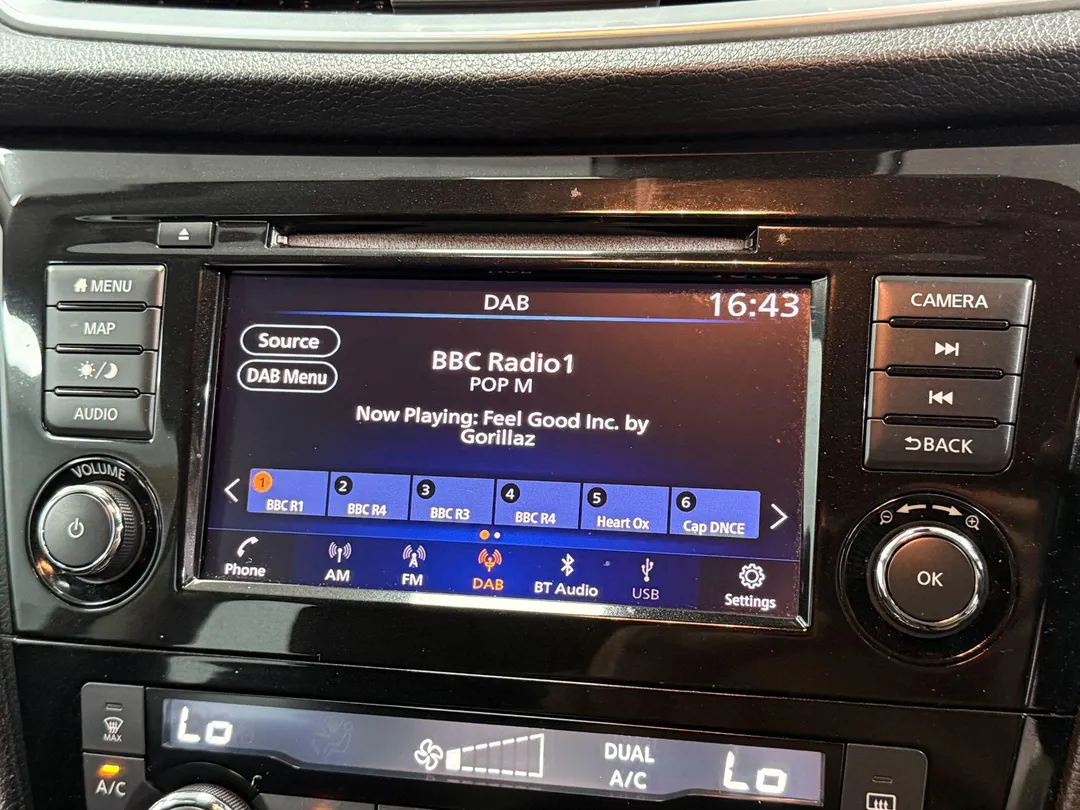 MENU
MAP
AUDIO
VOLUME
DAB
16:43
Source
DAB Menu
BBC Radio1
POP M
Now Playing: Feel Good Inc. by
Gorillaz
1 2 3 4 5 6
BBC R1 BBC R4 BBC R3 BBC R4 Heart Ox Cap DNCE
Phone AM FM DAB BT Audio USB Settings
CAMERA
BACK
OK
MAX
A/C
Lo
DUAL
A/C
Lo